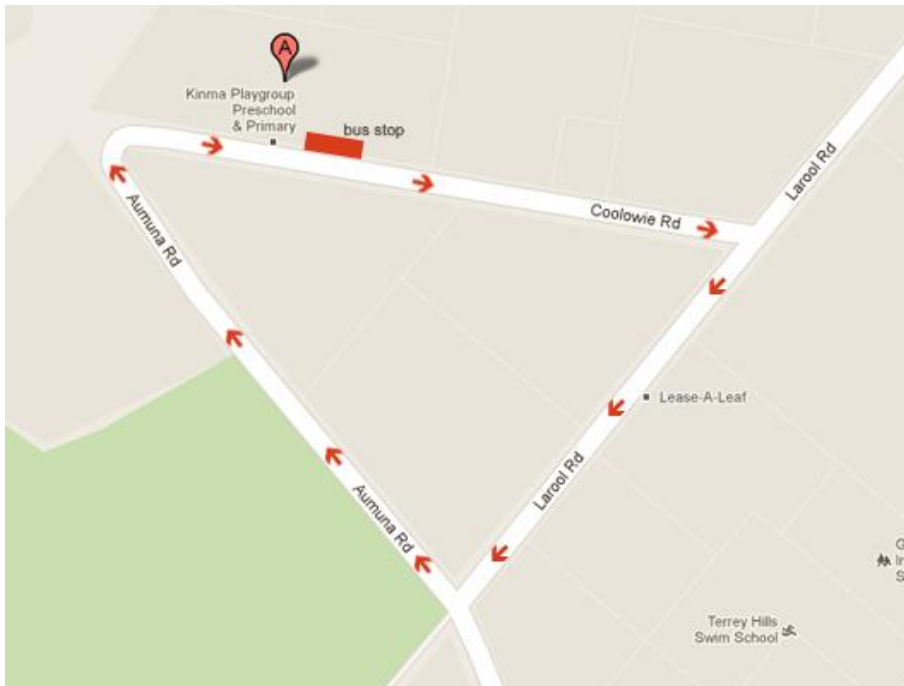 A
Kinma Playgroup
Preschool
& Primary
bus stop
Larool Rd
Coolowie Rd
Aumuna Rd
Lease-A-Leaf
Larool Rd
Aumuna Rd
G
In
S
Terrey Hills
Swim School